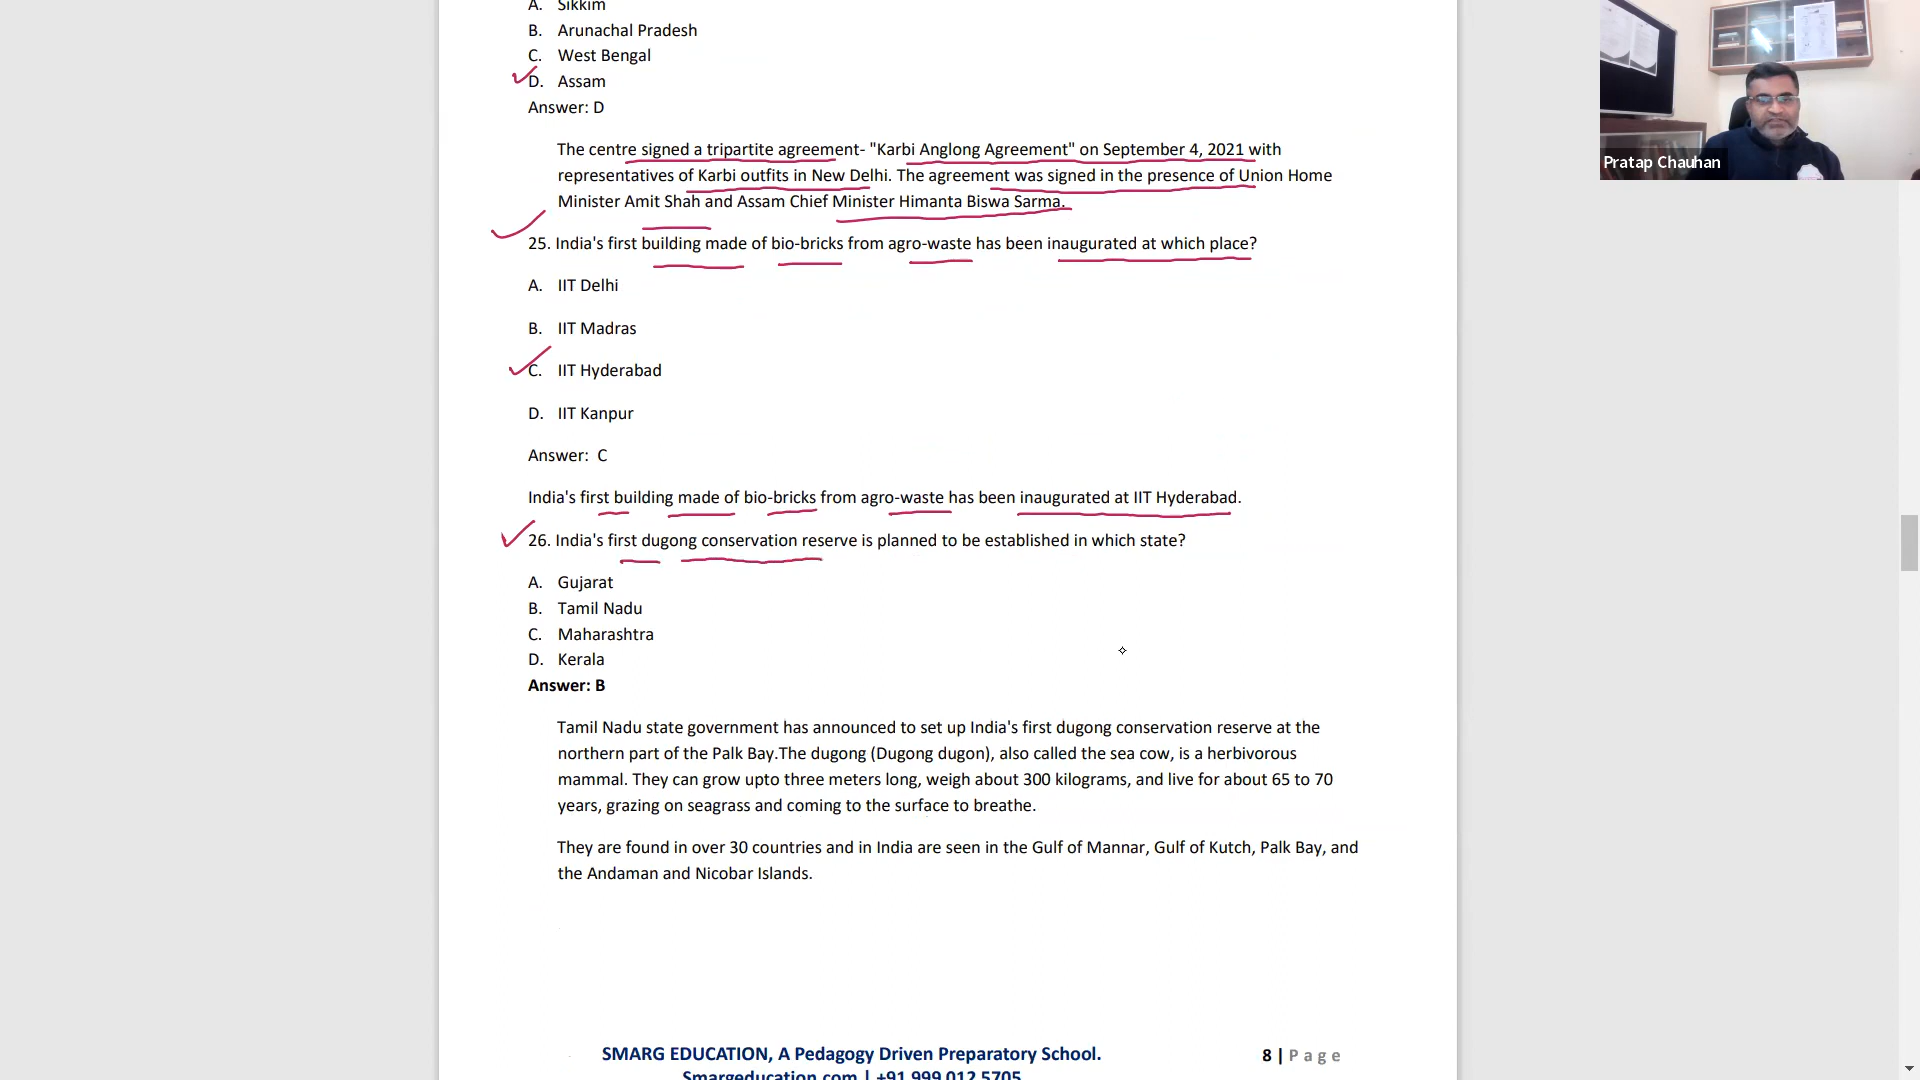 A. Sikkim
B. Arunachal Pradesh
C. West Bengal
D. Assam
Answer: D
The centre signed a tripartite agreement- "Karbi Anglong Agreement" on September 4, 2021 with
representatives of Karbi outfits in New Delhi. The agreement was signed in the presence of Union Home
Minister Amit Shah and Assam Chief Minister Himanta Biswa Sarma.
25. India's first building made of bio-bricks from agro-waste has been inaugurated at which place?
A. IIT Delhi
B. IIT Madras
C. IIT Hyderabad
D. IIT Kanpur
Answer: C
India's first building made of bio-bricks from agro-waste has been inaugurated at IIT Hyderabad.
26. India's first dugong conservation reserve is planned to be established in which state?
A. Gujarat
B. Tamil Nadu
C. Maharashtra
D. Kerala
Answer: B
Tamil Nadu state government has announced to set up India's first dugong conservation reserve at the
northern part of the Palk Bay.The dugong (Dugong dugon), also called the sea cow, is a herbivorous
mammal. They can grow upto three meters long, weigh about 300 kilograms, and live for about 65 to 70
years, grazing on seagrass and coming to the surface to breathe.
They are found in over 30 countries and in India are seen in the Gulf of Mannar, Gulf of Kutch, Palk Bay, and
the Andaman and Nicobar Islands.
SMARG EDUCATION, A Pedagogy Driven Preparatory School.
8 | Page
Smargeducation.com | +91 999 012 5705
Pratap Chauhan